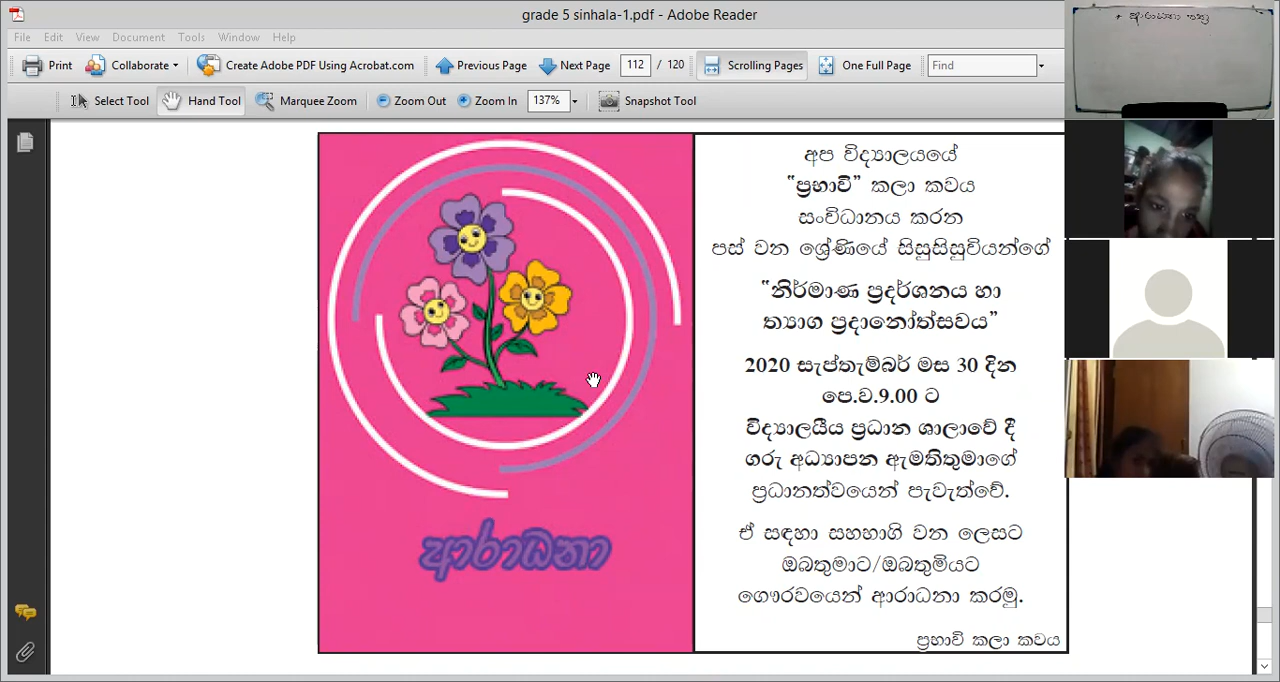 grade 5 sinhala-1.pdf - Adobe Reader
File Edit View Document Tools Window Help
Print Collaborate Create Adobe PDF Using Acrobat.com Previous Page Next Page 112 / 120 Scrolling Pages One Full Page Find
Select Tool Hand Tool Marquee Zoom Zoom Out Zoom In 137% Snapshot Tool
* ආරාධනා පත්‍ර
ආරාධනා
අප විද්‍යාලයයේ
“ප්‍රභාවි” කලා කවය
සංවිධානය කරන
පස් වන ශ්‍රේණියේ සිසුසිසුවියන්ගේ
“නිර්මාණ ප්‍රදර්ශනය හා
ත්‍යාග ප්‍රදානෝත්සවය”
2020 සැප්තැම්බර් මස 30 දින
පෙ.ව.9.00 ට
විද්‍යාලයීය ප්‍රධාන ශාලාවේ දී
ගරු අධ්‍යාපන ඇමතිතුමාගේ
ප්‍රධානත්වයෙන් පැවැත්වේ.
ඒ සඳහා සහභාගි වන ලෙසට
ඔබතුමාට/ඔබතුමියට
ගෞරවයෙන් ආරාධනා කරමු.
ප්‍රභාවි කලා කවය